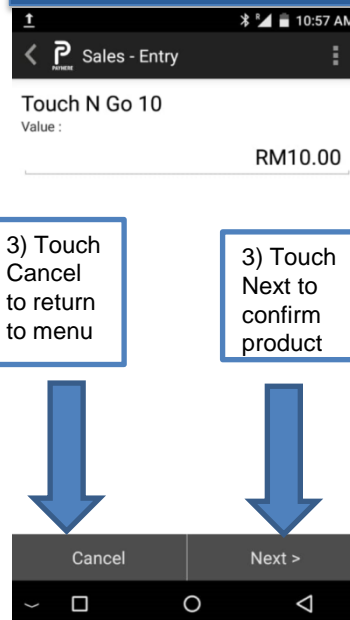 10:57 AM
PAYNERE Sales - Entry
Touch N Go 10
Value :
RM10.00
3) Touch
Cancel
to return
to menu
3) Touch
Next to
confirm
product
Cancel
Next >